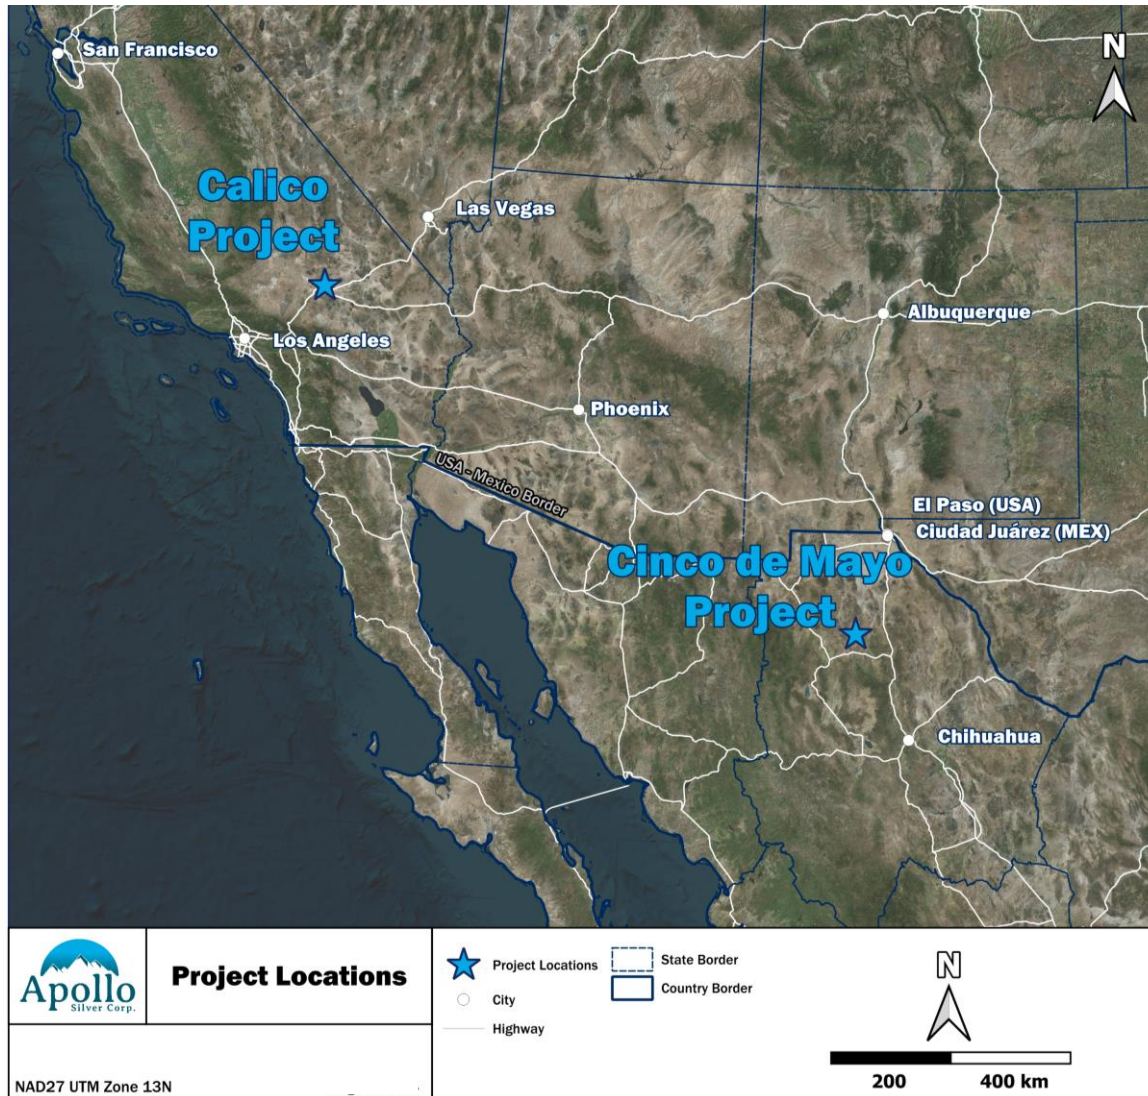 San Francisco
N
Calico
Project
Las Vegas
Albuquerque
Los Angeles
Phoenix
USA - Mexico Border
El Paso (USA)
Ciudad Juárez (MEX)
Cinco de Mayo
Project
Chihuahua
Apollo
Silver Corp.
Project Locations
Project Locations
City
Highway
State Border
Country Border
N
200 400 km
NAD27 UTM Zone 13N